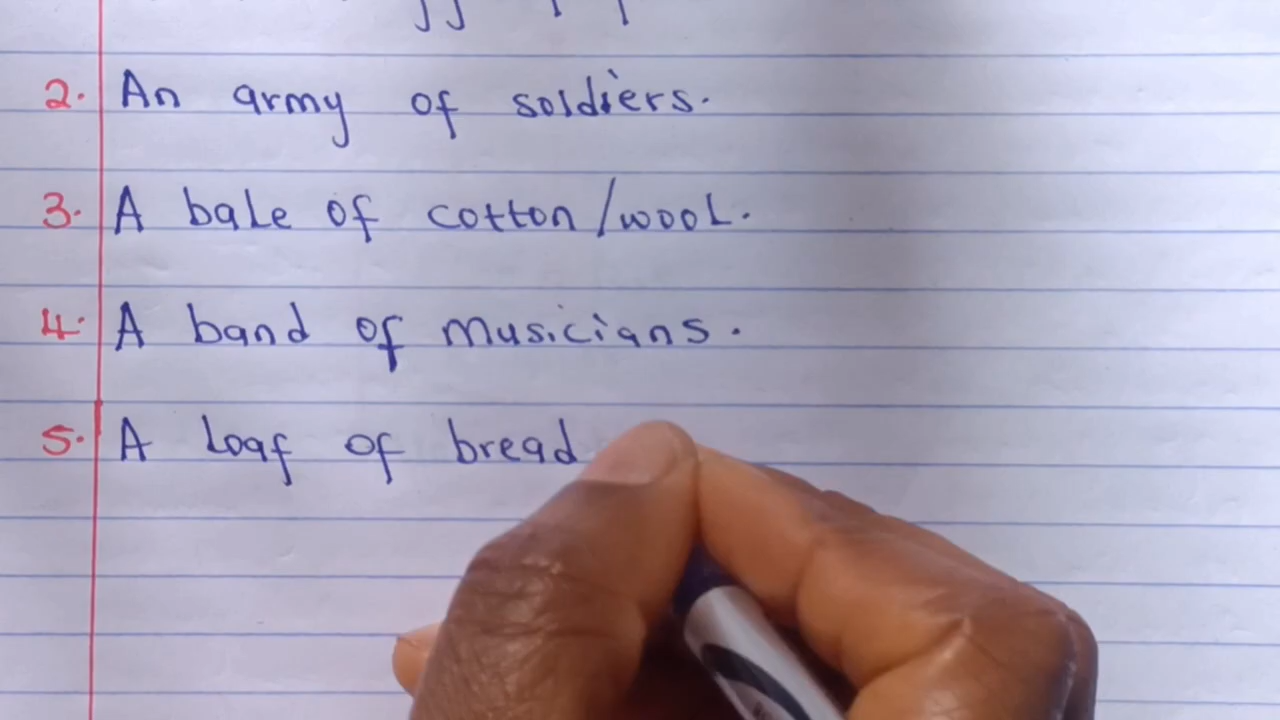 2. An army of soldiers.
3. A bale of cotton/wool.
4. A band of musicians.
5. A loaf of bread